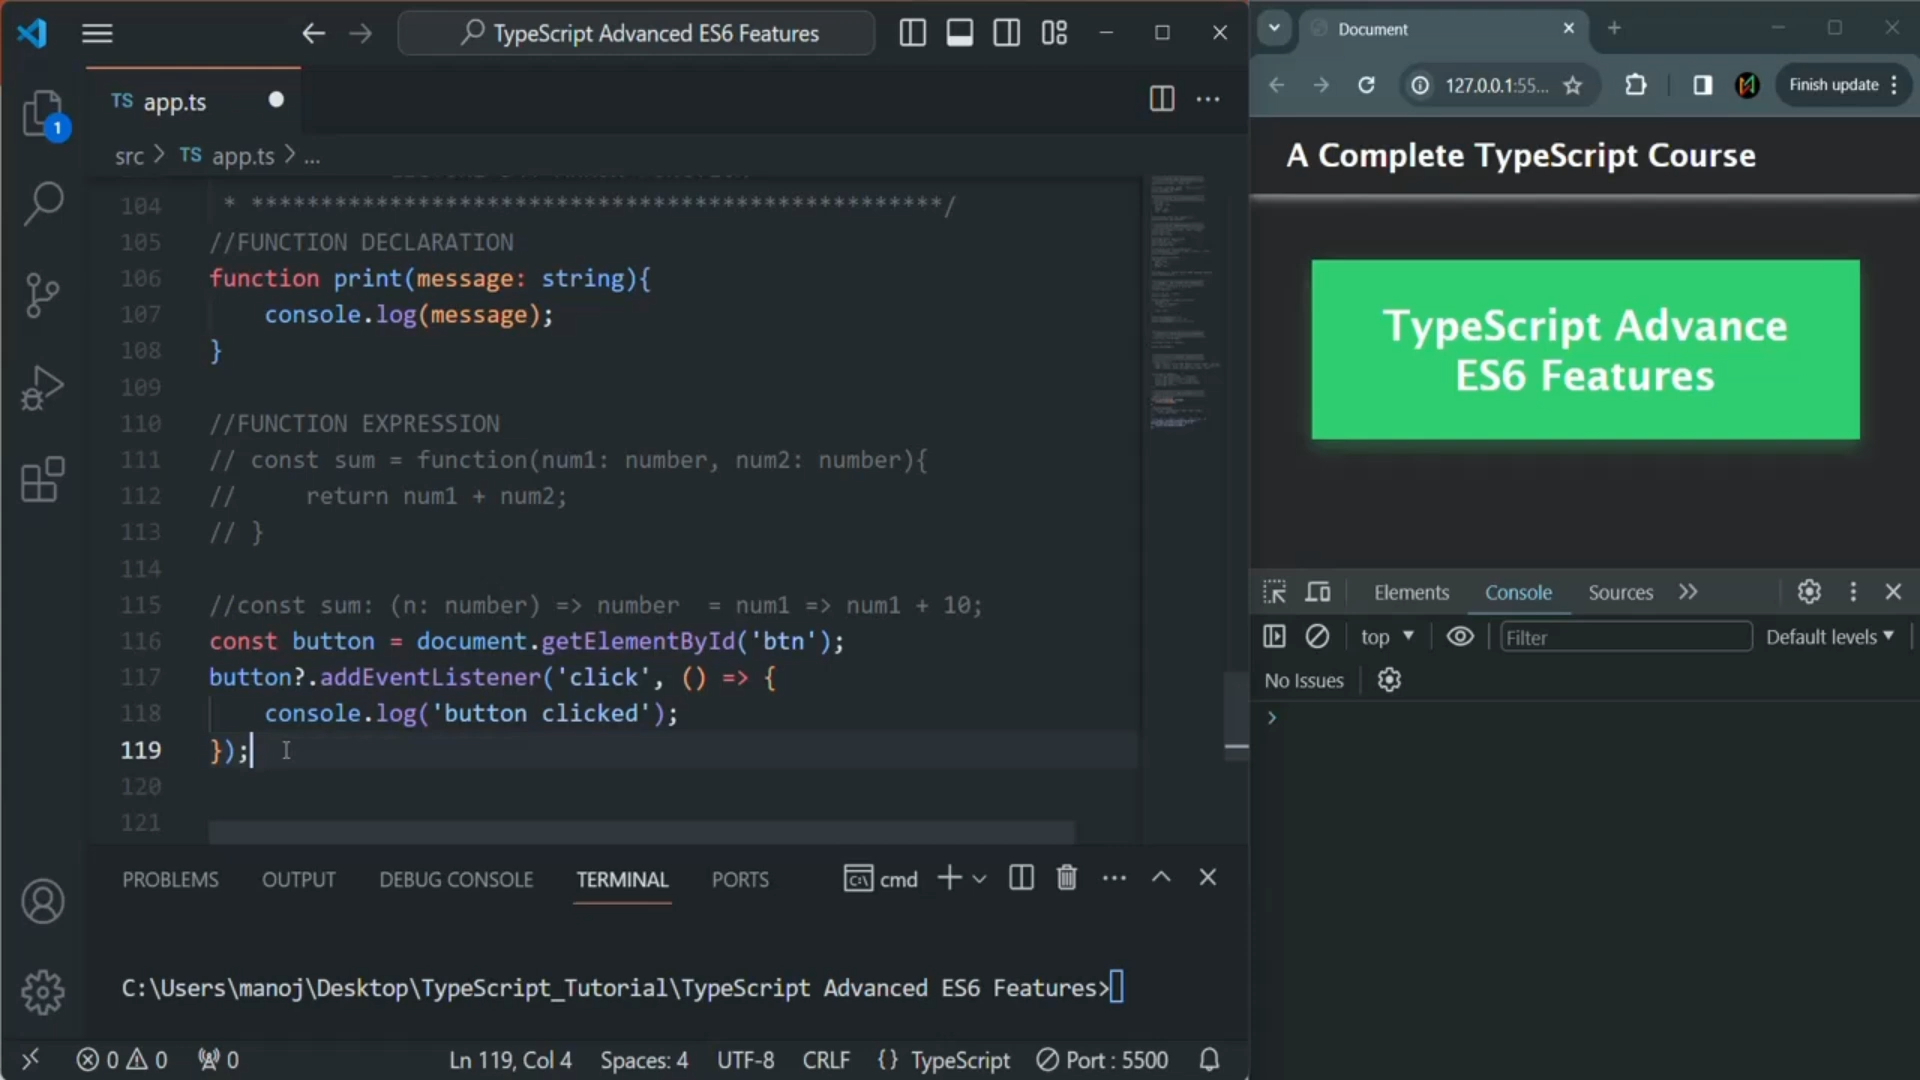 TypeScript Advanced ES6 Features
TS app.ts
1
src > TS app.ts > ...
104 * **************************************************/
105 //FUNCTION DECLARATION
106 function print(message: string){
107 console.log(message);
108 }
109
110 //FUNCTION EXPRESSION
111 // const sum = function(num1: number, num2: number){
112 // return num1 + num2;
113 // }
114
115 //const sum: (n: number) => number = num1 => num1 + 10;
116 const button = document.getElementById('btn');
117 button?.addEventListener('click', () => {
118 console.log('button clicked');
119 });
120
121
PROBLEMS OUTPUT DEBUG CONSOLE TERMINAL PORTS cmd
C:\Users\manoj\Desktop\TypeScript_Tutorial\TypeScript Advanced ES6 Features>
0 0 0 Ln 119, Col 4 Spaces: 4 UTF-8 CRLF {} TypeScript Port : 5500
Document
127.0.0.1:55... Finish update
A Complete TypeScript Course
TypeScript Advance
ES6 Features
Elements Console Sources
top Filter Default levels
No Issues